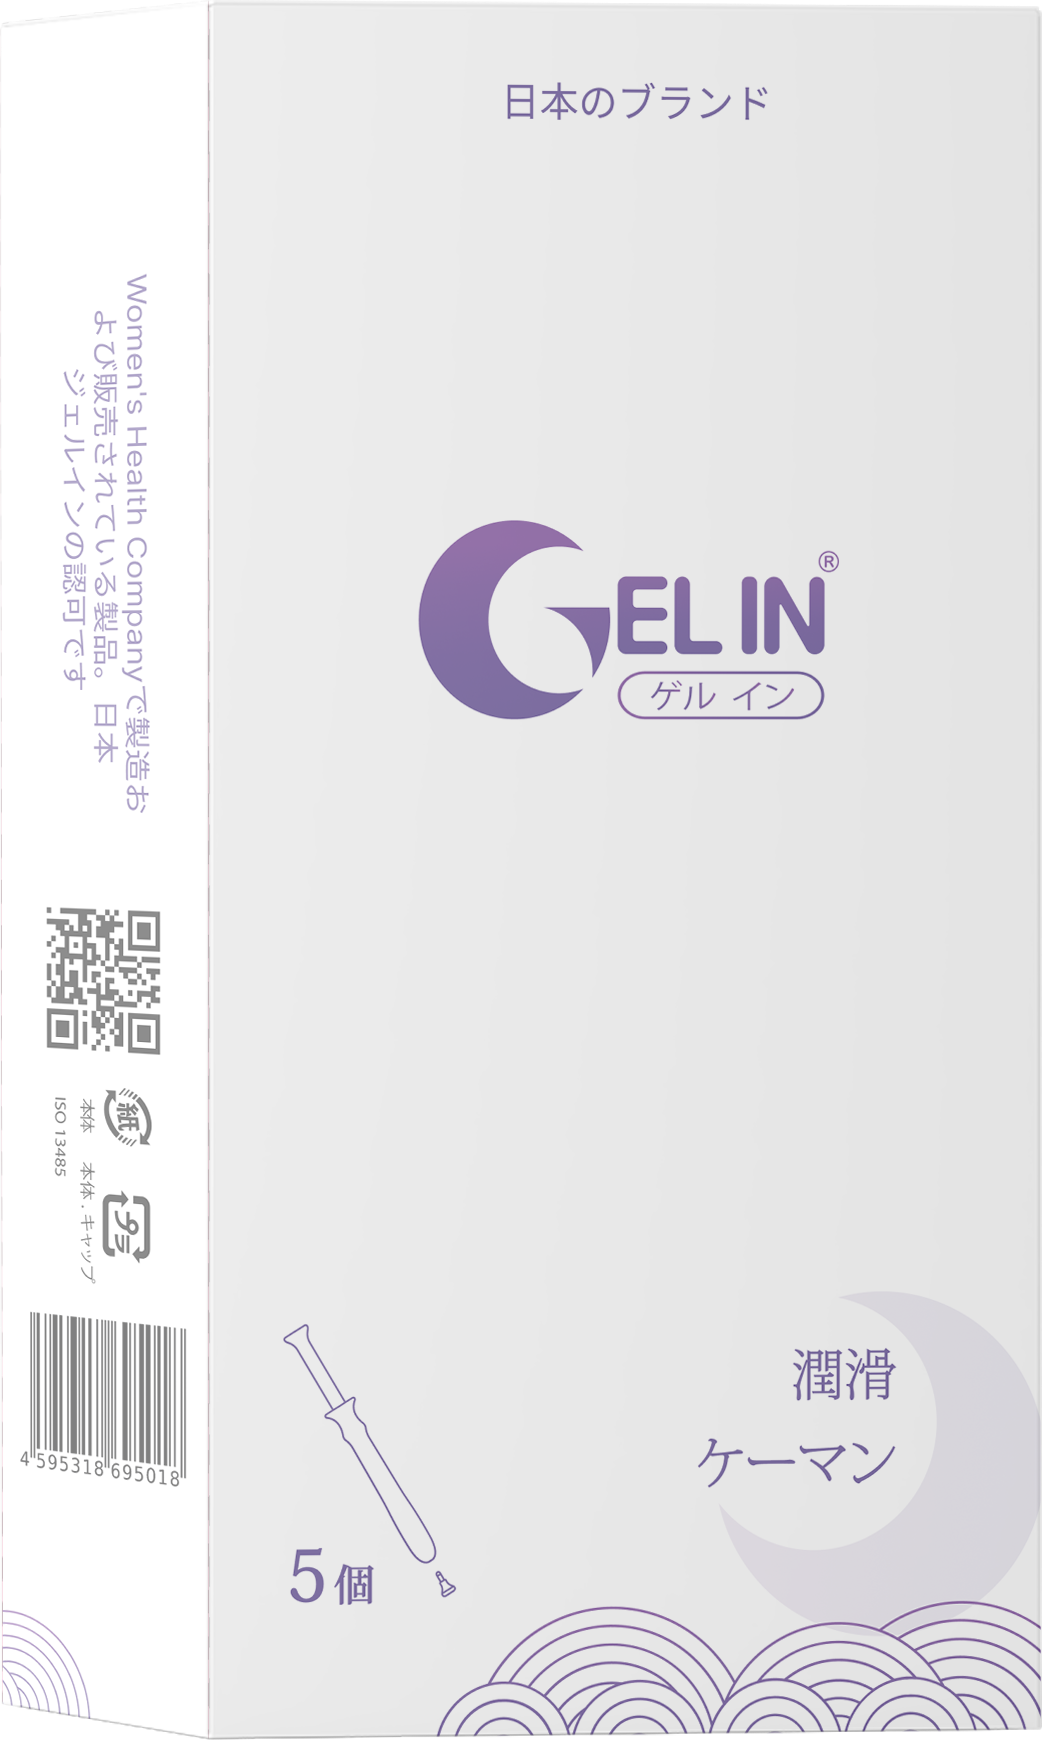 日本のブランド
GELIN®
ゲル イン
潤滑
ケーマン
5個
Women's Health Companyで製造お
よび販売されている製品。 日本
ジェルインの認可です
紙
プラ
本体 本体 . キャップ
ISO 13485
4 595318 695018